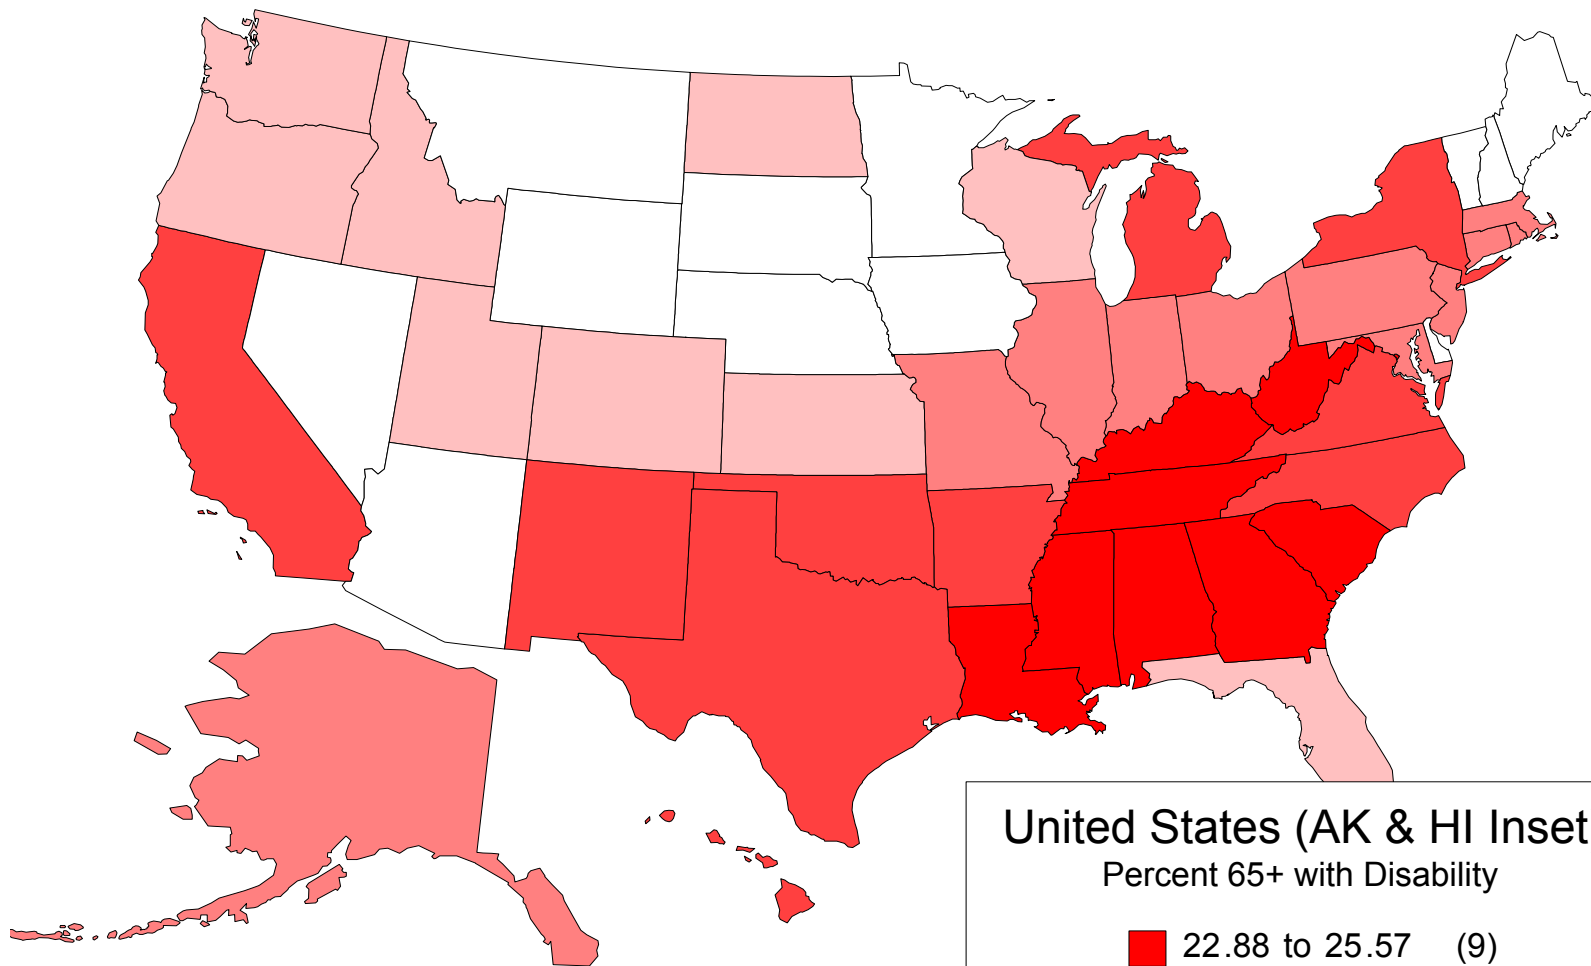 United States (AK & HI Inset
Percent 65+ with Disability
22.88 to 25.57 (9)